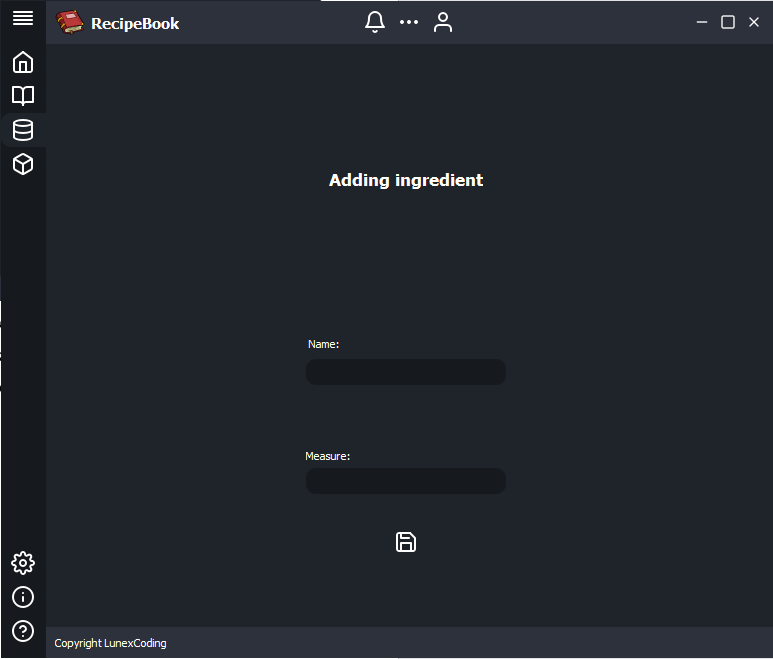 RecipeBook
Adding ingredient
Name:
Measure:
Copyright LunexCoding